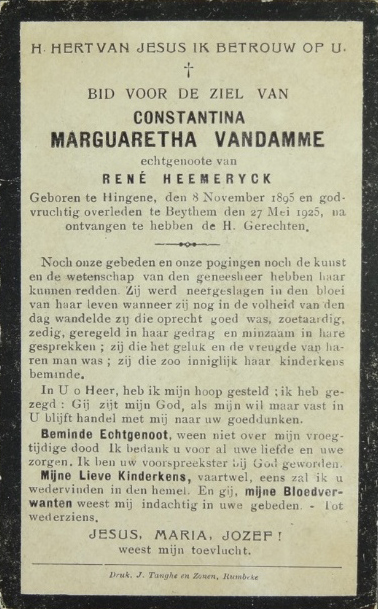 H. HERT VAN JESUS IK BETROUW OP U.
BID VOOR DE ZIEL VAN
CONSTANTINA
MARGUARETHA VANDAMME
echtgenoote van
RENÉ HEEMERYCK
Geboren te Hingene, den 8 November 1895 en god-
vruchtig overleden te Beythem den 27 Mei 1925, na
ontvangen te hebben de H. Gerechten.
Noch onze gebeden en onze pogingen noch de kunst
en de wetenschap van den geneesheer hebben haar
kunnen redden. Zij werd neergeslagen in den bloei
van haar leven wanneer zij nog in de volheid van den
dag wandelde zij die oprecht goed was, zoetaardig,
zedig, geregeld in haar gedrag en minzaam in hare
gesprekken ; zij die het geluk en de vreugde van ha-
ren man was ; zij die zoo inniglijk haar kinderkens
beminde.
In U o Heer, heb ik mijn hoop gesteld ; ik heb ge-
zegd : Gij zijt mijn God, als mijn wil maar vast in
U blijft handel met mij naar uw goeddunken.
Beminde Echtgenoot, ween niet over mijn vroeg-
tijdige dood Ik bedank u voor al uwe liefde en uwe
zorgen. Ik ben uw voorspreekster bij God geworden.
Mijne Lieve Kinderkens, vaartwel, eens zal ik u
wedervinden in den hemel. En gij, mijne Bloedver-
wanten weest mij indachtig in uwe gebeden. - Tot
wederziens.
JESUS, MARIA, JOZEF !
weest mijn toevlucht.
Druk. J. Tanghe en Zonen, Rumbeke